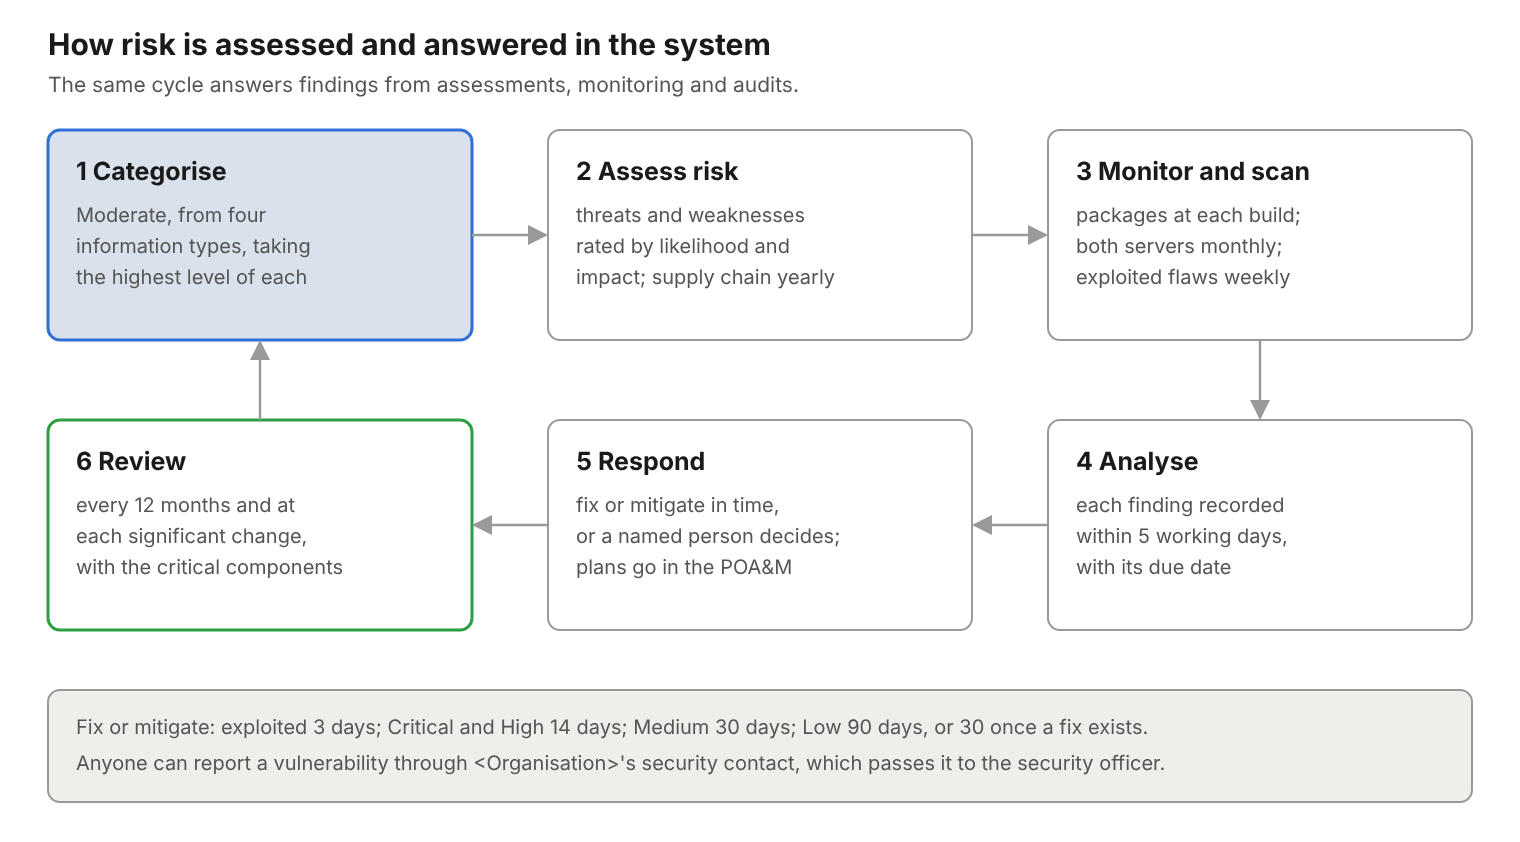 How risk is assessed and answered in the system
The same cycle answers findings from assessments, monitoring and audits.
1 Categorise
Moderate, from four
information types, taking
the highest level of each
2 Assess risk
threats and weaknesses
rated by likelihood and
impact; supply chain yearly
3 Monitor and scan
packages at each build;
both servers monthly;
exploited flaws weekly
4 Analyse
each finding recorded
within 5 working days,
with its due date
5 Respond
fix or mitigate in time,
or a named person decides;
plans go in the POA&M
6 Review
every 12 months and at
each significant change,
with the critical components
Fix or mitigate: exploited 3 days; Critical and High 14 days; Medium 30 days; Low 90 days, or 30 once a fix exists.
Anyone can report a vulnerability through <Organisation>'s security contact, which passes it to the security officer.